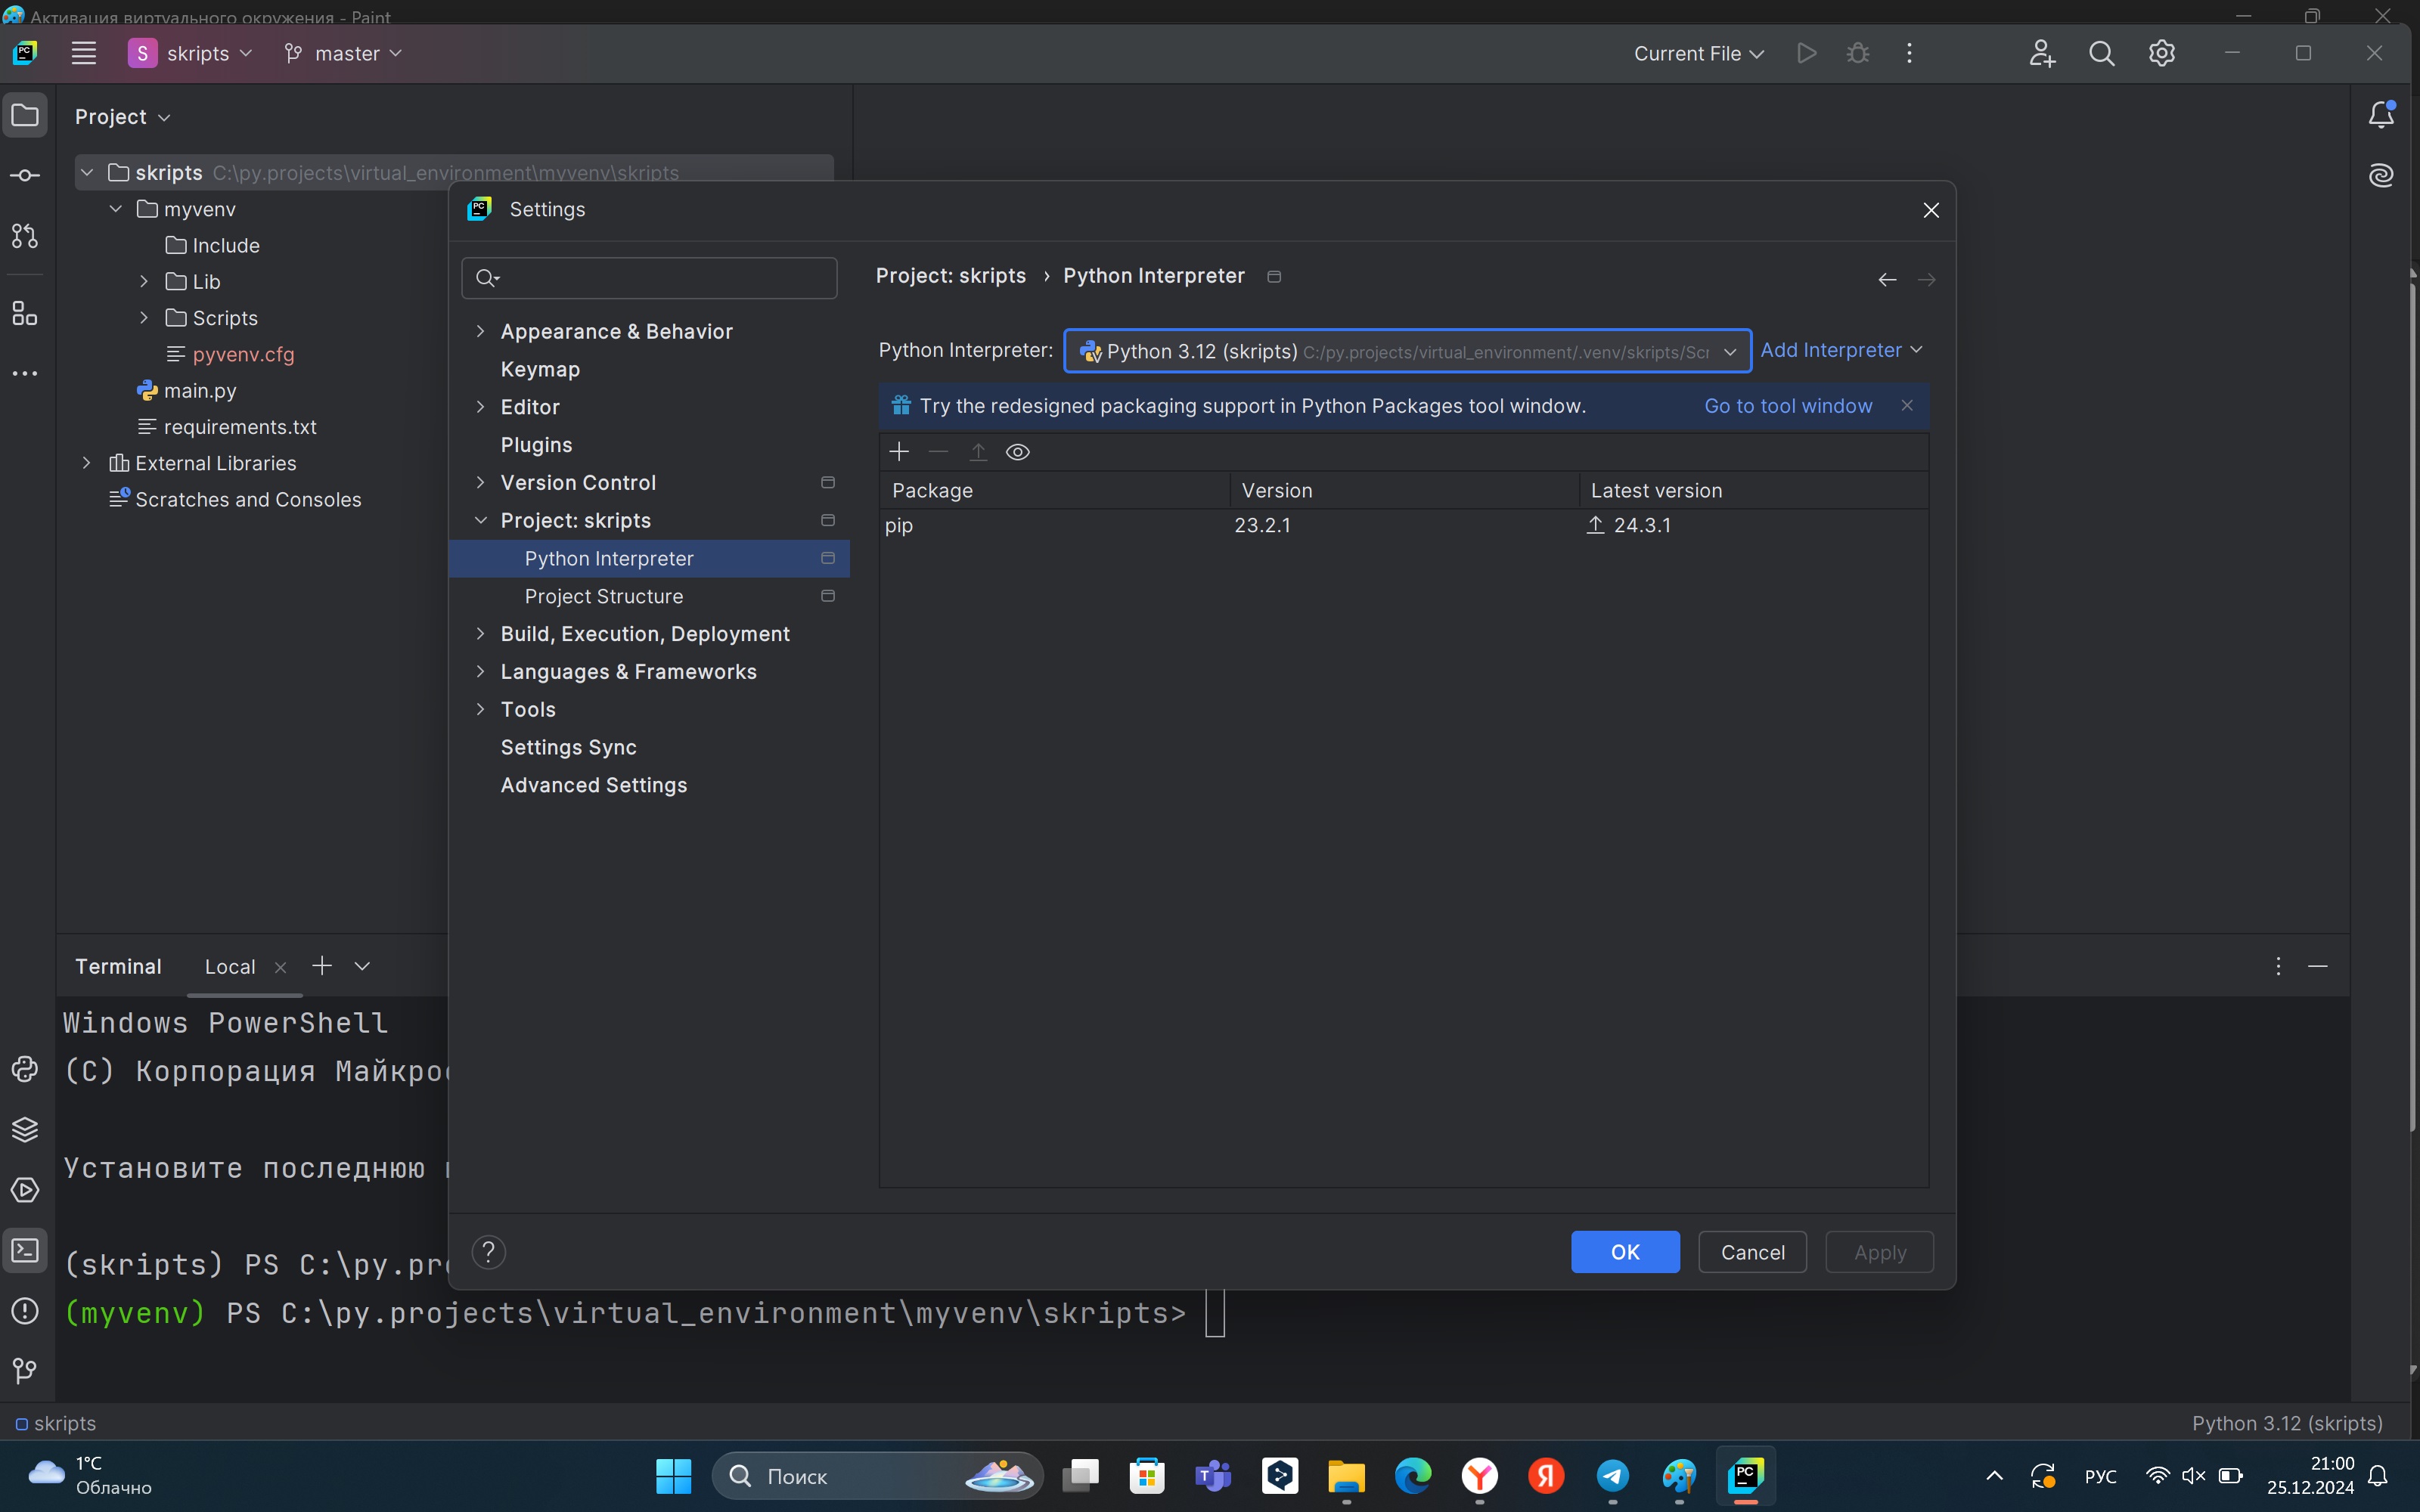 Активация виртуального окружения - Paint
S skripts master Current File
Project
skripts C:\py.projects\virtual_environment\myvenv\skripts
myvenv
Include
Lib
Scripts
pyvenv.cfg
main.py
requirements.txt
External Libraries
Scratches and Consoles
Settings
Appearance & Behavior
Keymap
Editor
Plugins
Version Control
Project: skripts
Python Interpreter
Project Structure
Build, Execution, Deployment
Languages & Frameworks
Tools
Settings Sync
Advanced Settings
Project: skripts › Python Interpreter
Python Interpreter: Python 3.12 (skripts) C:/py.projects/virtual_environment/.venv/skripts/Scr Add Interpreter
Try the redesigned packaging support in Python Packages tool window. Go to tool window
Package Version Latest version
pip 23.2.1 24.3.1
? OK Cancel Apply
Terminal Local
Windows PowerShell
(C) Корпорация Майкрос
Установите последнюю
(skripts) PS C:\py.pro
(myvenv) PS C:\py.projects\virtual_environment\myvenv\skripts>
skripts Python 3.12 (skripts)
1°C
Облачно
Поиск
РУС
21:00
25.12.2024